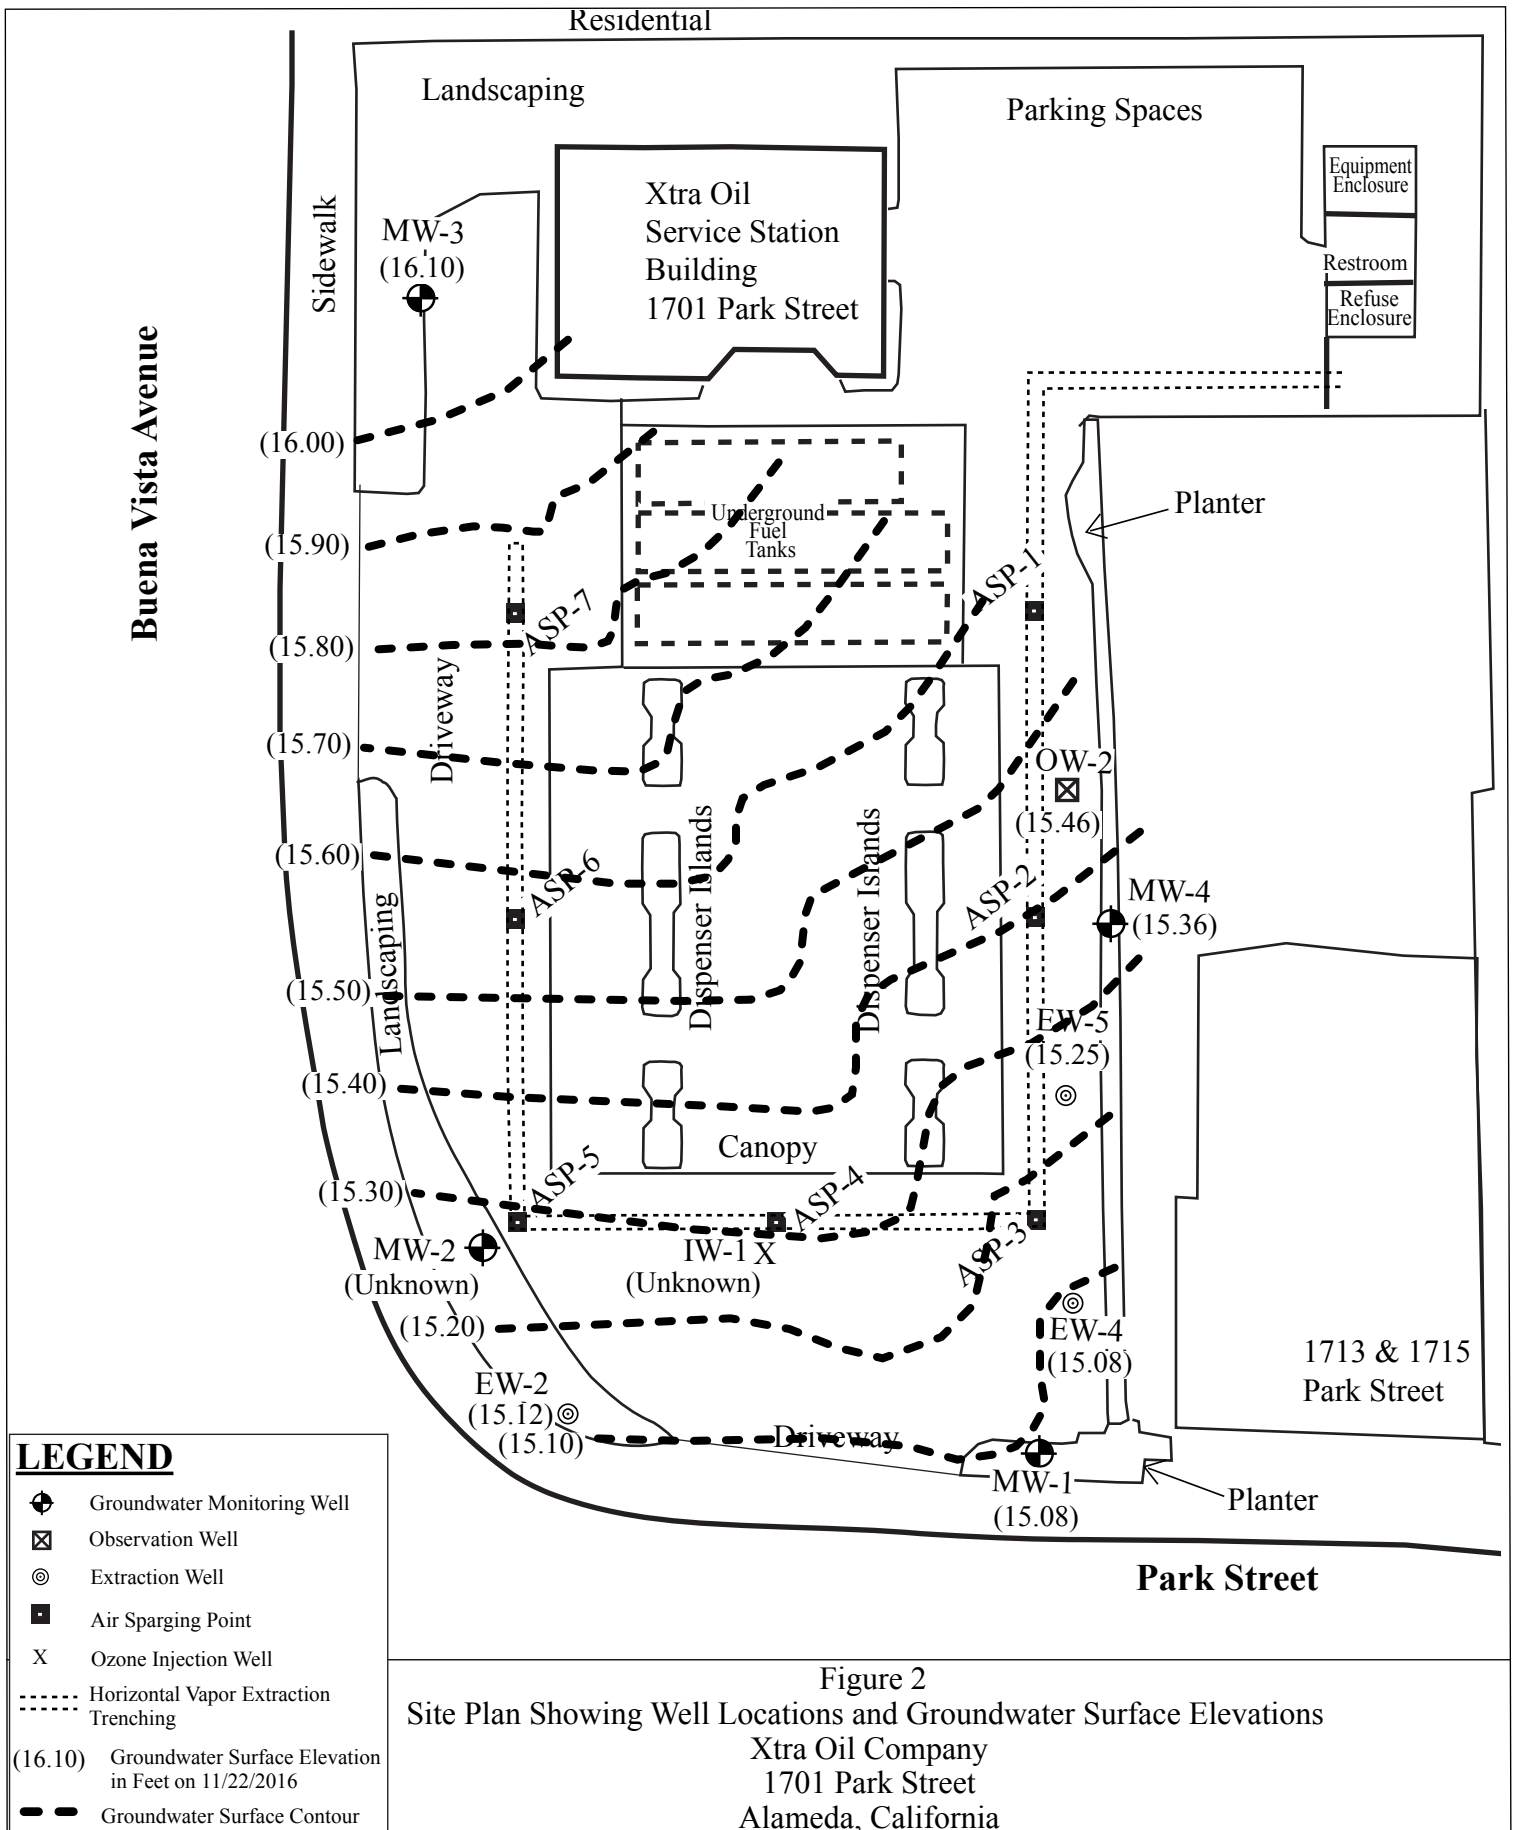 Residential
Landscaping
Parking Spaces
Equipment
Enclosure
Restroom
Refuse
Enclosure
Xtra Oil
Service Station
Building
1701 Park Street
Sidewalk
MW-3
(16.10)
Buena Vista Avenue
(16.00)
(15.90)
(15.80)
(15.70)
(15.60)
(15.50)
(15.40)
(15.30)
(15.20)
(15.10)
Underground
Fuel
Tanks
Planter
ASP-1
ASP-7
Driveway
OW-2
(15.46)
ASP-6
Dispenser Islands
Dispenser Islands
ASP-2
MW-4
(15.36)
Landscaping
EW-5
(15.25)
Canopy
ASP-5
ASP-4
ASP-3
MW-2
(Unknown)
IW-1 X
(Unknown)
EW-4
(15.08)
1713 & 1715
Park Street
EW-2
(15.12)
Driveway
MW-1
(15.08)
Planter
Park Street
LEGEND
Groundwater Monitoring Well
Observation Well
Extraction Well
Air Sparging Point
X Ozone Injection Well
Horizontal Vapor Extraction
Trenching
(16.10) Groundwater Surface Elevation
in Feet on 11/22/2016
Groundwater Surface Contour
Figure 2
Site Plan Showing Well Locations and Groundwater Surface Elevations
Xtra Oil Company
1701 Park Street
Alameda, California